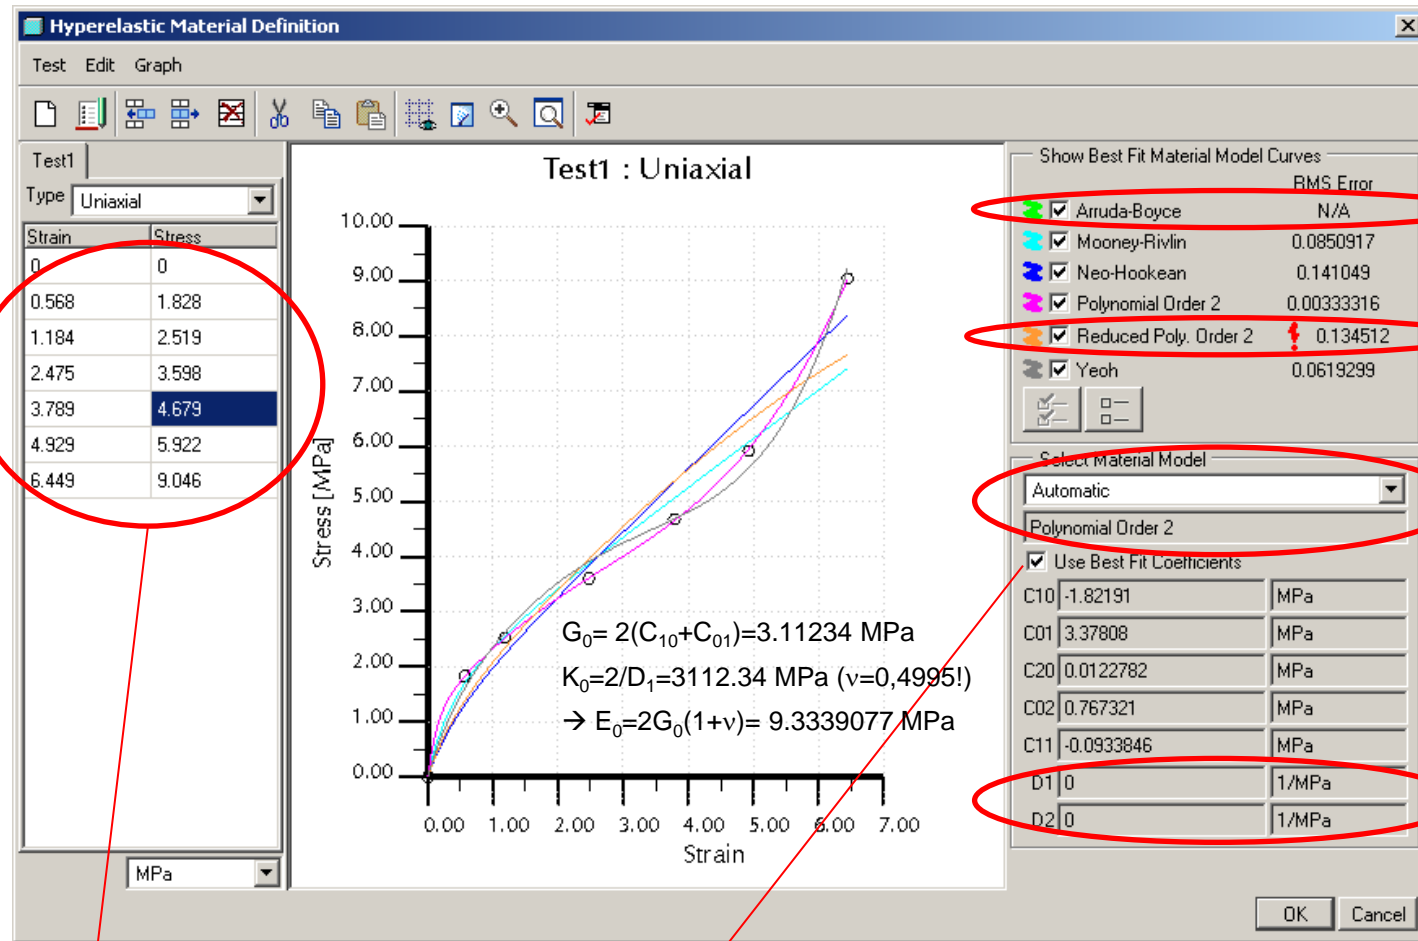 Hyperelastic Material Definition
Test Edit Graph
Test1
Type Uniaxial
Strain Stress
0 0
0.568 1.828
1.184 2.519
2.475 3.598
3.789 4.679
4.929 5.922
6.449 9.046
MPa
Test1 : Uniaxial
10.00
9.00
8.00
7.00
6.00
5.00
4.00
3.00
2.00
1.00
0.00
Stress [MPa]
0.00 1.00 2.00 3.00 4.00 5.00 6.00 7.00
Strain
G₀= 2(C₁₀+C₀₁)=3.11234 MPa
K₀=2/D₁=3112.34 MPa (ν=0,4995!)
→ E₀=2G₀(1+ν)= 9.3339077 MPa
Show Best Fit Material Model Curves
RMS Error
Arruda-Boyce N/A
Mooney-Rivlin 0.0850917
Neo-Hookean 0.141049
Polynomial Order 2 0.00333316
Reduced Poly. Order 2 0.134512
Yeoh 0.0619299
Select Material Model
Automatic
Polynomial Order 2
Use Best Fit Coefficients
C10 -1.82191 MPa
C01 3.37808 MPa
C20 0.0122782 MPa
C02 0.767321 MPa
C11 -0.0933846 MPa
D1 0 1/MPa
D2 0 1/MPa
OK Cancel